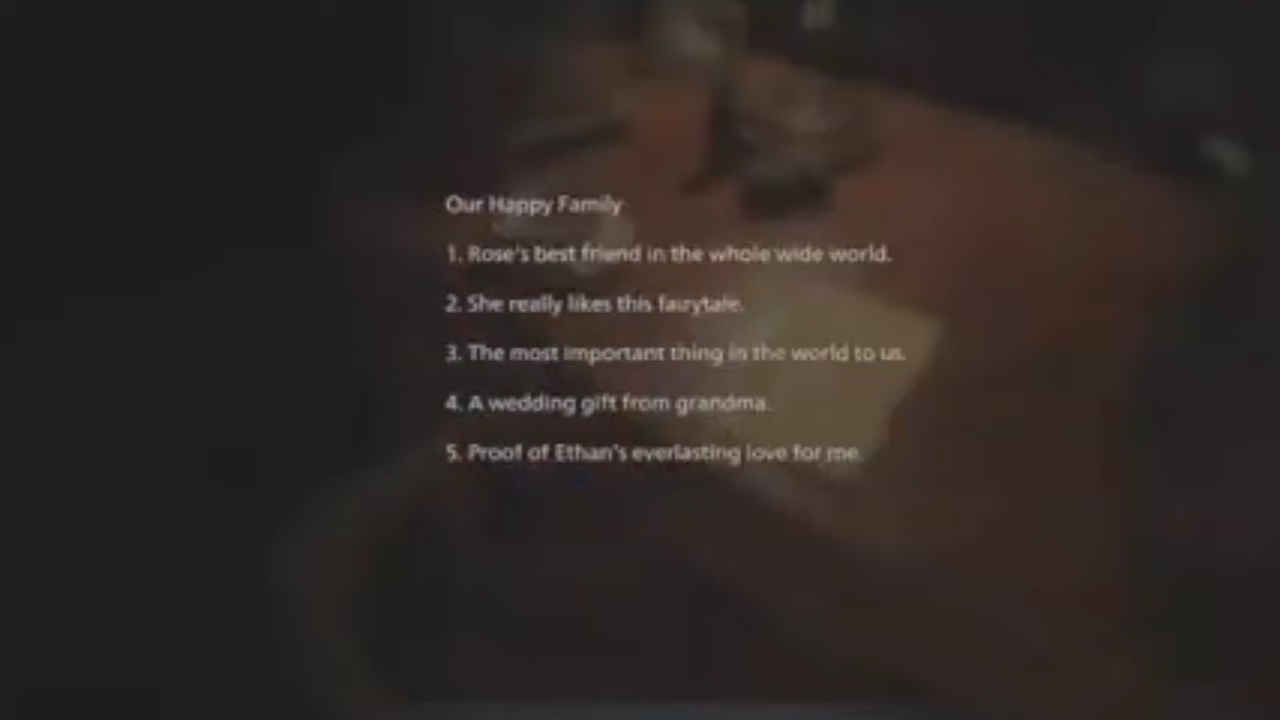 Our Happy Family
1. Rose's best friend in the whole wide world.
2. She really likes this fairytale.
3. The most important thing in the world to us.
4. A wedding gift from grandma.
5. Proof of Ethan's everlasting love for me.